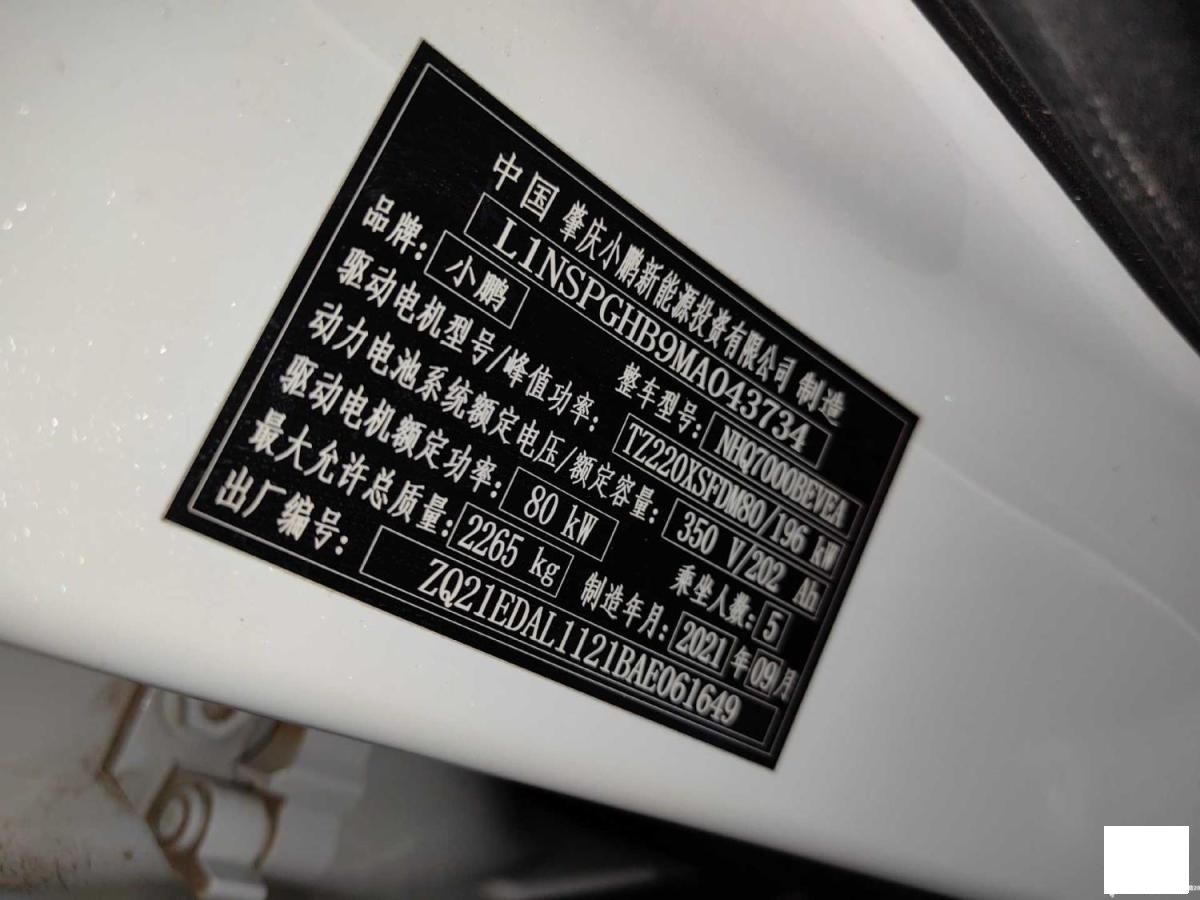 中国 肇庆小鹏新能源投资有限公司 制造
L1NSPGHB9MA043734
品牌: 小鹏 整车型号: NHQ7000BEVEA
驱动电机型号/峰值功率: TZ220XSFDM80/196 kW
动力电池系统额定电压/额定容量: 350 V/202 Ah
驱动电机额定功率: 80 kW 乘坐人数: 5
最大允许总质量: 2265 kg 制造年月: 2021 年 09 月
出厂编号: ZQ21EDAL1121BAE061649